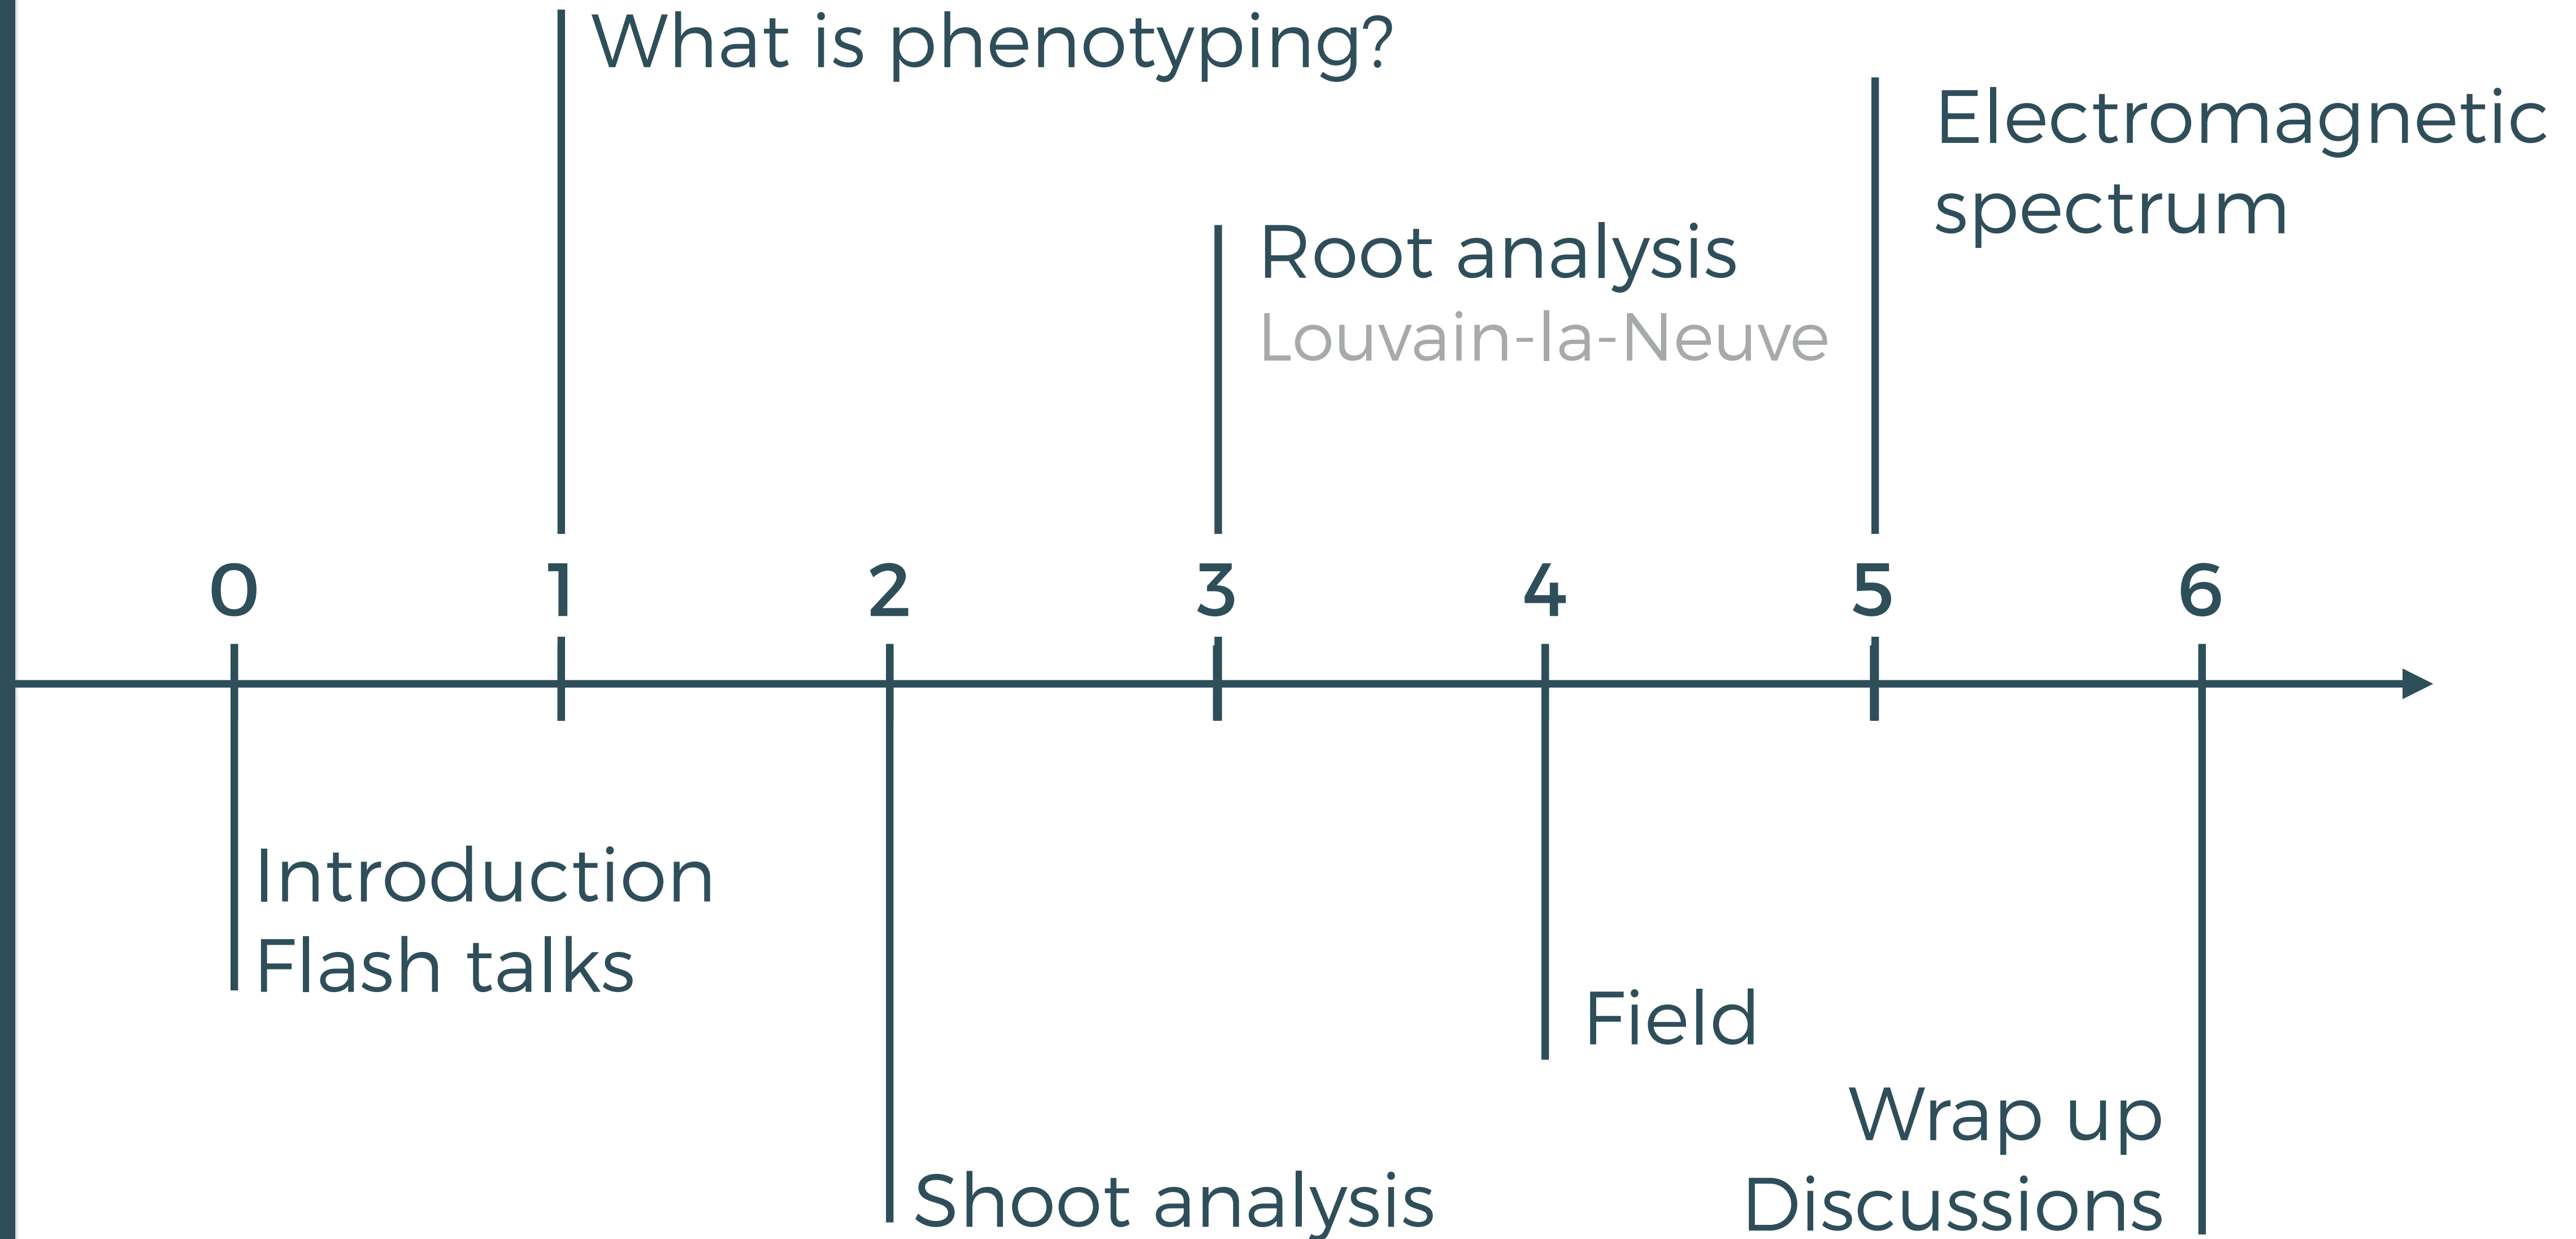 What is phenotyping?
Electromagnetic
spectrum
Root analysis
Louvain-la-Neuve
0 1 2 3 4 5 6
Introduction
Flash talks
Field
Wrap up
Discussions
Shoot analysis